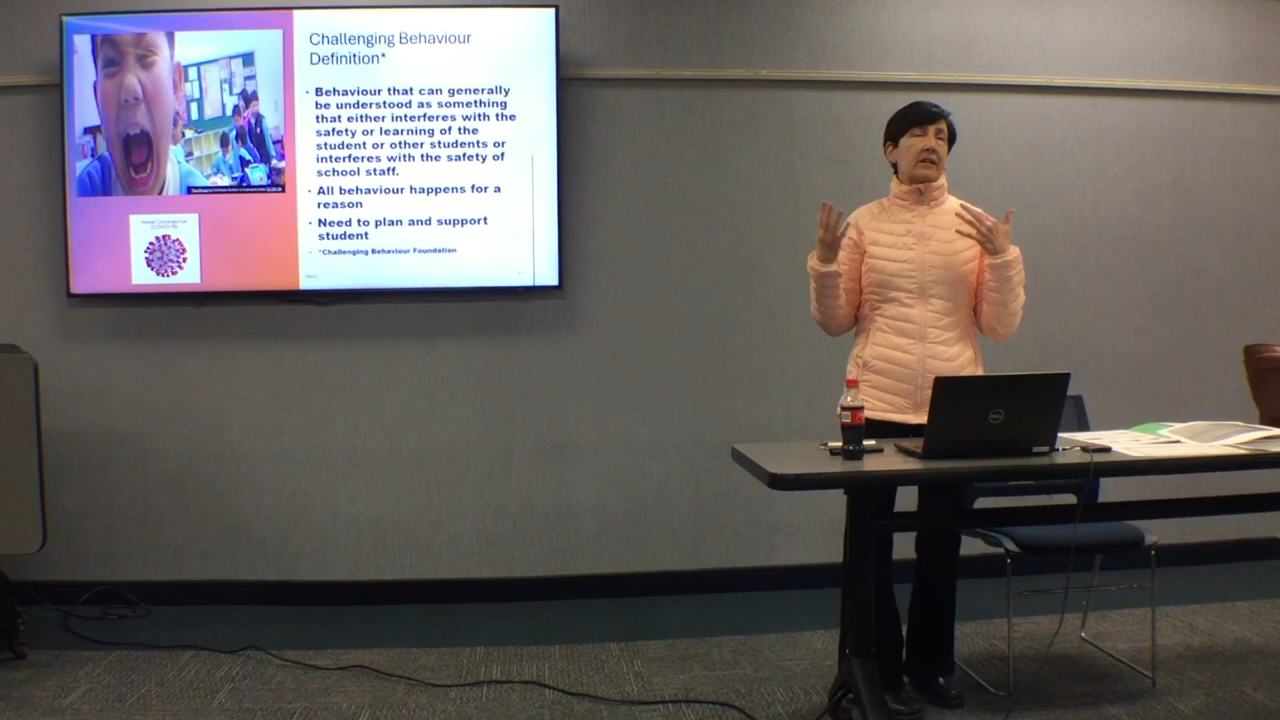 Challenging Behaviour
Definition*
• Behaviour that can generally
be understood as something
that either interferes with the
safety or learning of the
student or other students or
interferes with the safety of
school staff.
• All behaviour happens for a
reason
• Need to plan and support
student
• *Challenging Behaviour Foundation
COVID-19
DELL